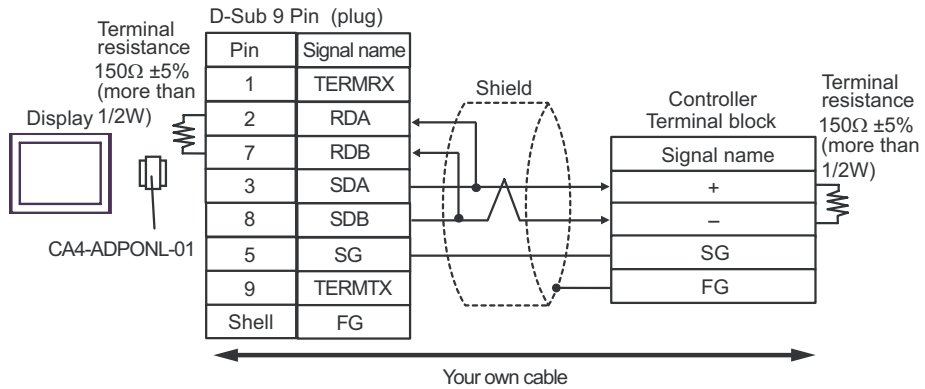 D-Sub 9 Pin (plug)
Terminal
resistance
150Ω ±5%
(more than
1/2W)
Display
CA4-ADPONL-01
Pin Signal name
1 TERMRX
2 RDA
7 RDB
3 SDA
8 SDB
5 SG
9 TERMTX
Shell FG
Shield
Controller
Terminal block
Signal name
+
–
SG
FG
Terminal
resistance
150Ω ±5%
(more than
1/2W)
Your own cable